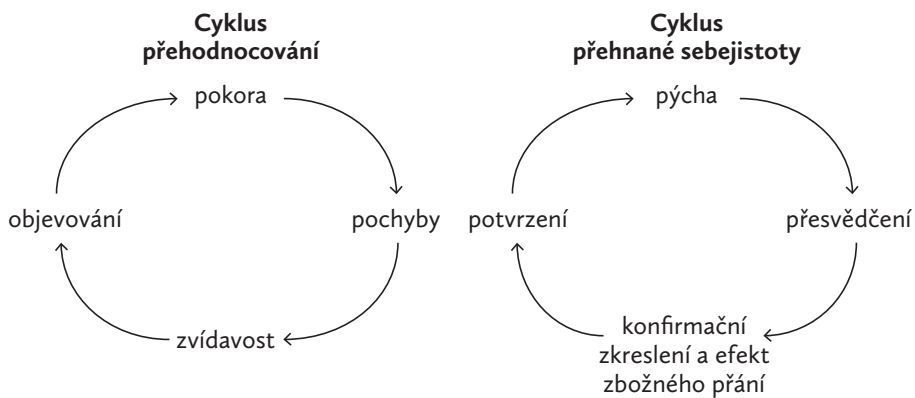 Cyklus
přehodnocování
pokora
objevování
pochyby
zvídavost
Cyklus
přehnané sebejistoty
pýcha
potvrzení
přesvědčení
konfirmační
zkreslení a efekt
zbožného přání